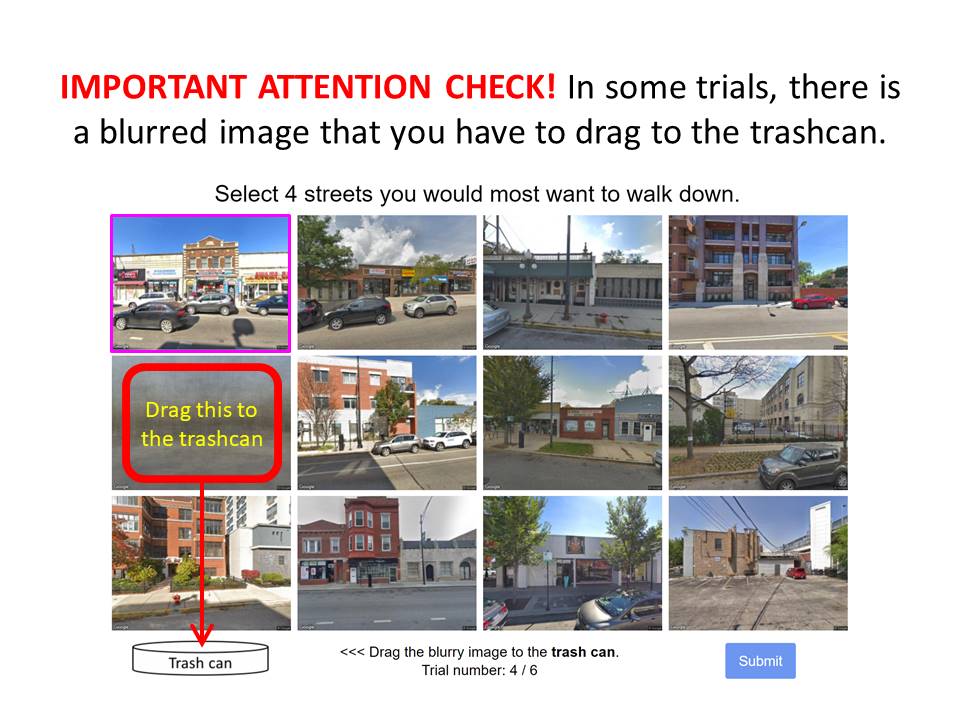 IMPORTANT ATTENTION CHECK! In some trials, there is
a blurred image that you have to drag to the trashcan.
Select 4 streets you would most want to walk down.
Drag this to
the trashcan
Trash can
<<< Drag the blurry image to the trash can.
Trial number: 4 / 6
Submit